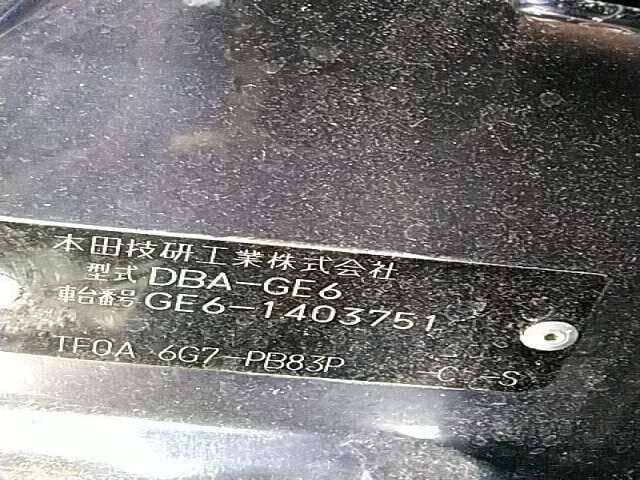 本田技研工業株式会社
型式 DBA-GE6
車台番号 GE6-1403751
TFQA 6G7-PB83P -C -S